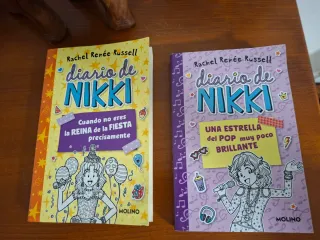 Rachel Renée Russell
diario de
NIKKI
Cuando no eres
la REINA de la FIESTA
precisamente
MOLINO
Rachel Renée Russell
diario de
NIKKI
UNA ESTRELLA
del POP muy poco
BRILLANTE
MOLINO